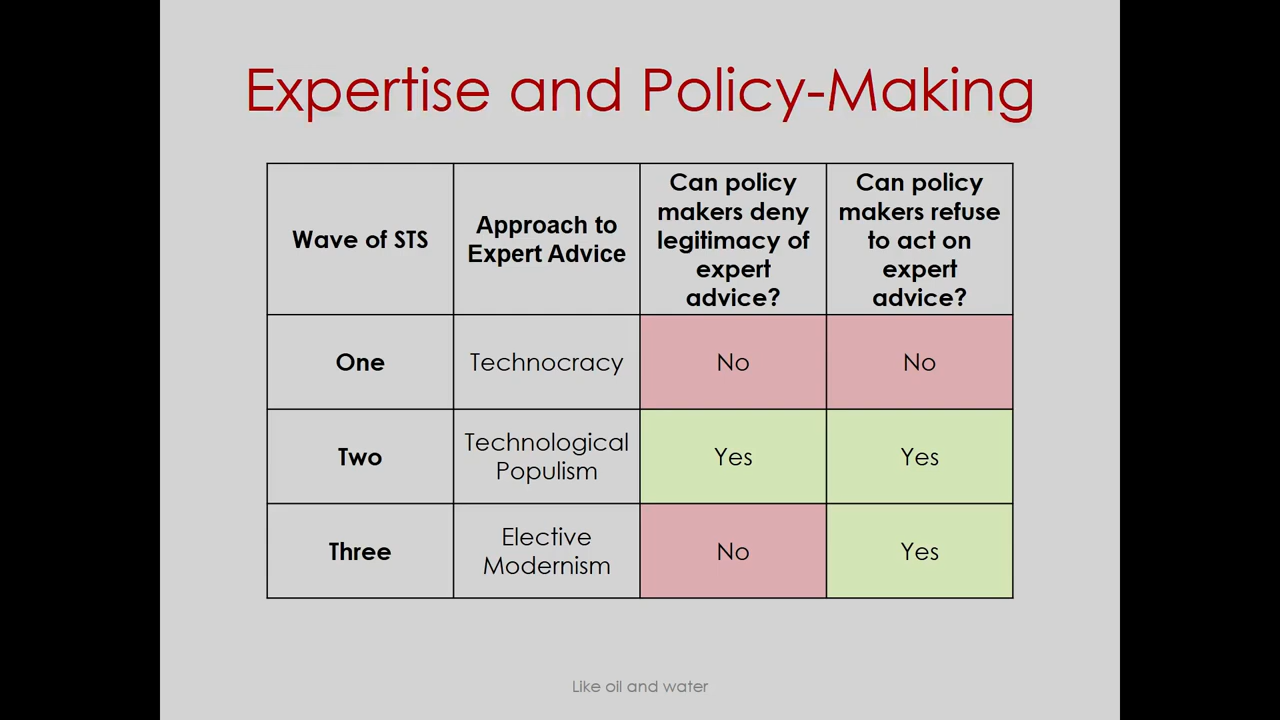 Expertise and Policy-Making
Wave of STS
Approach to
Expert Advice
Can policy
makers deny
legitimacy of
expert
advice?
Can policy
makers refuse
to act on
expert
advice?
One
Technocracy
No
No
Two
Technological
Populism
Yes
Yes
Three
Elective
Modernism
No
Yes
Like oil and water